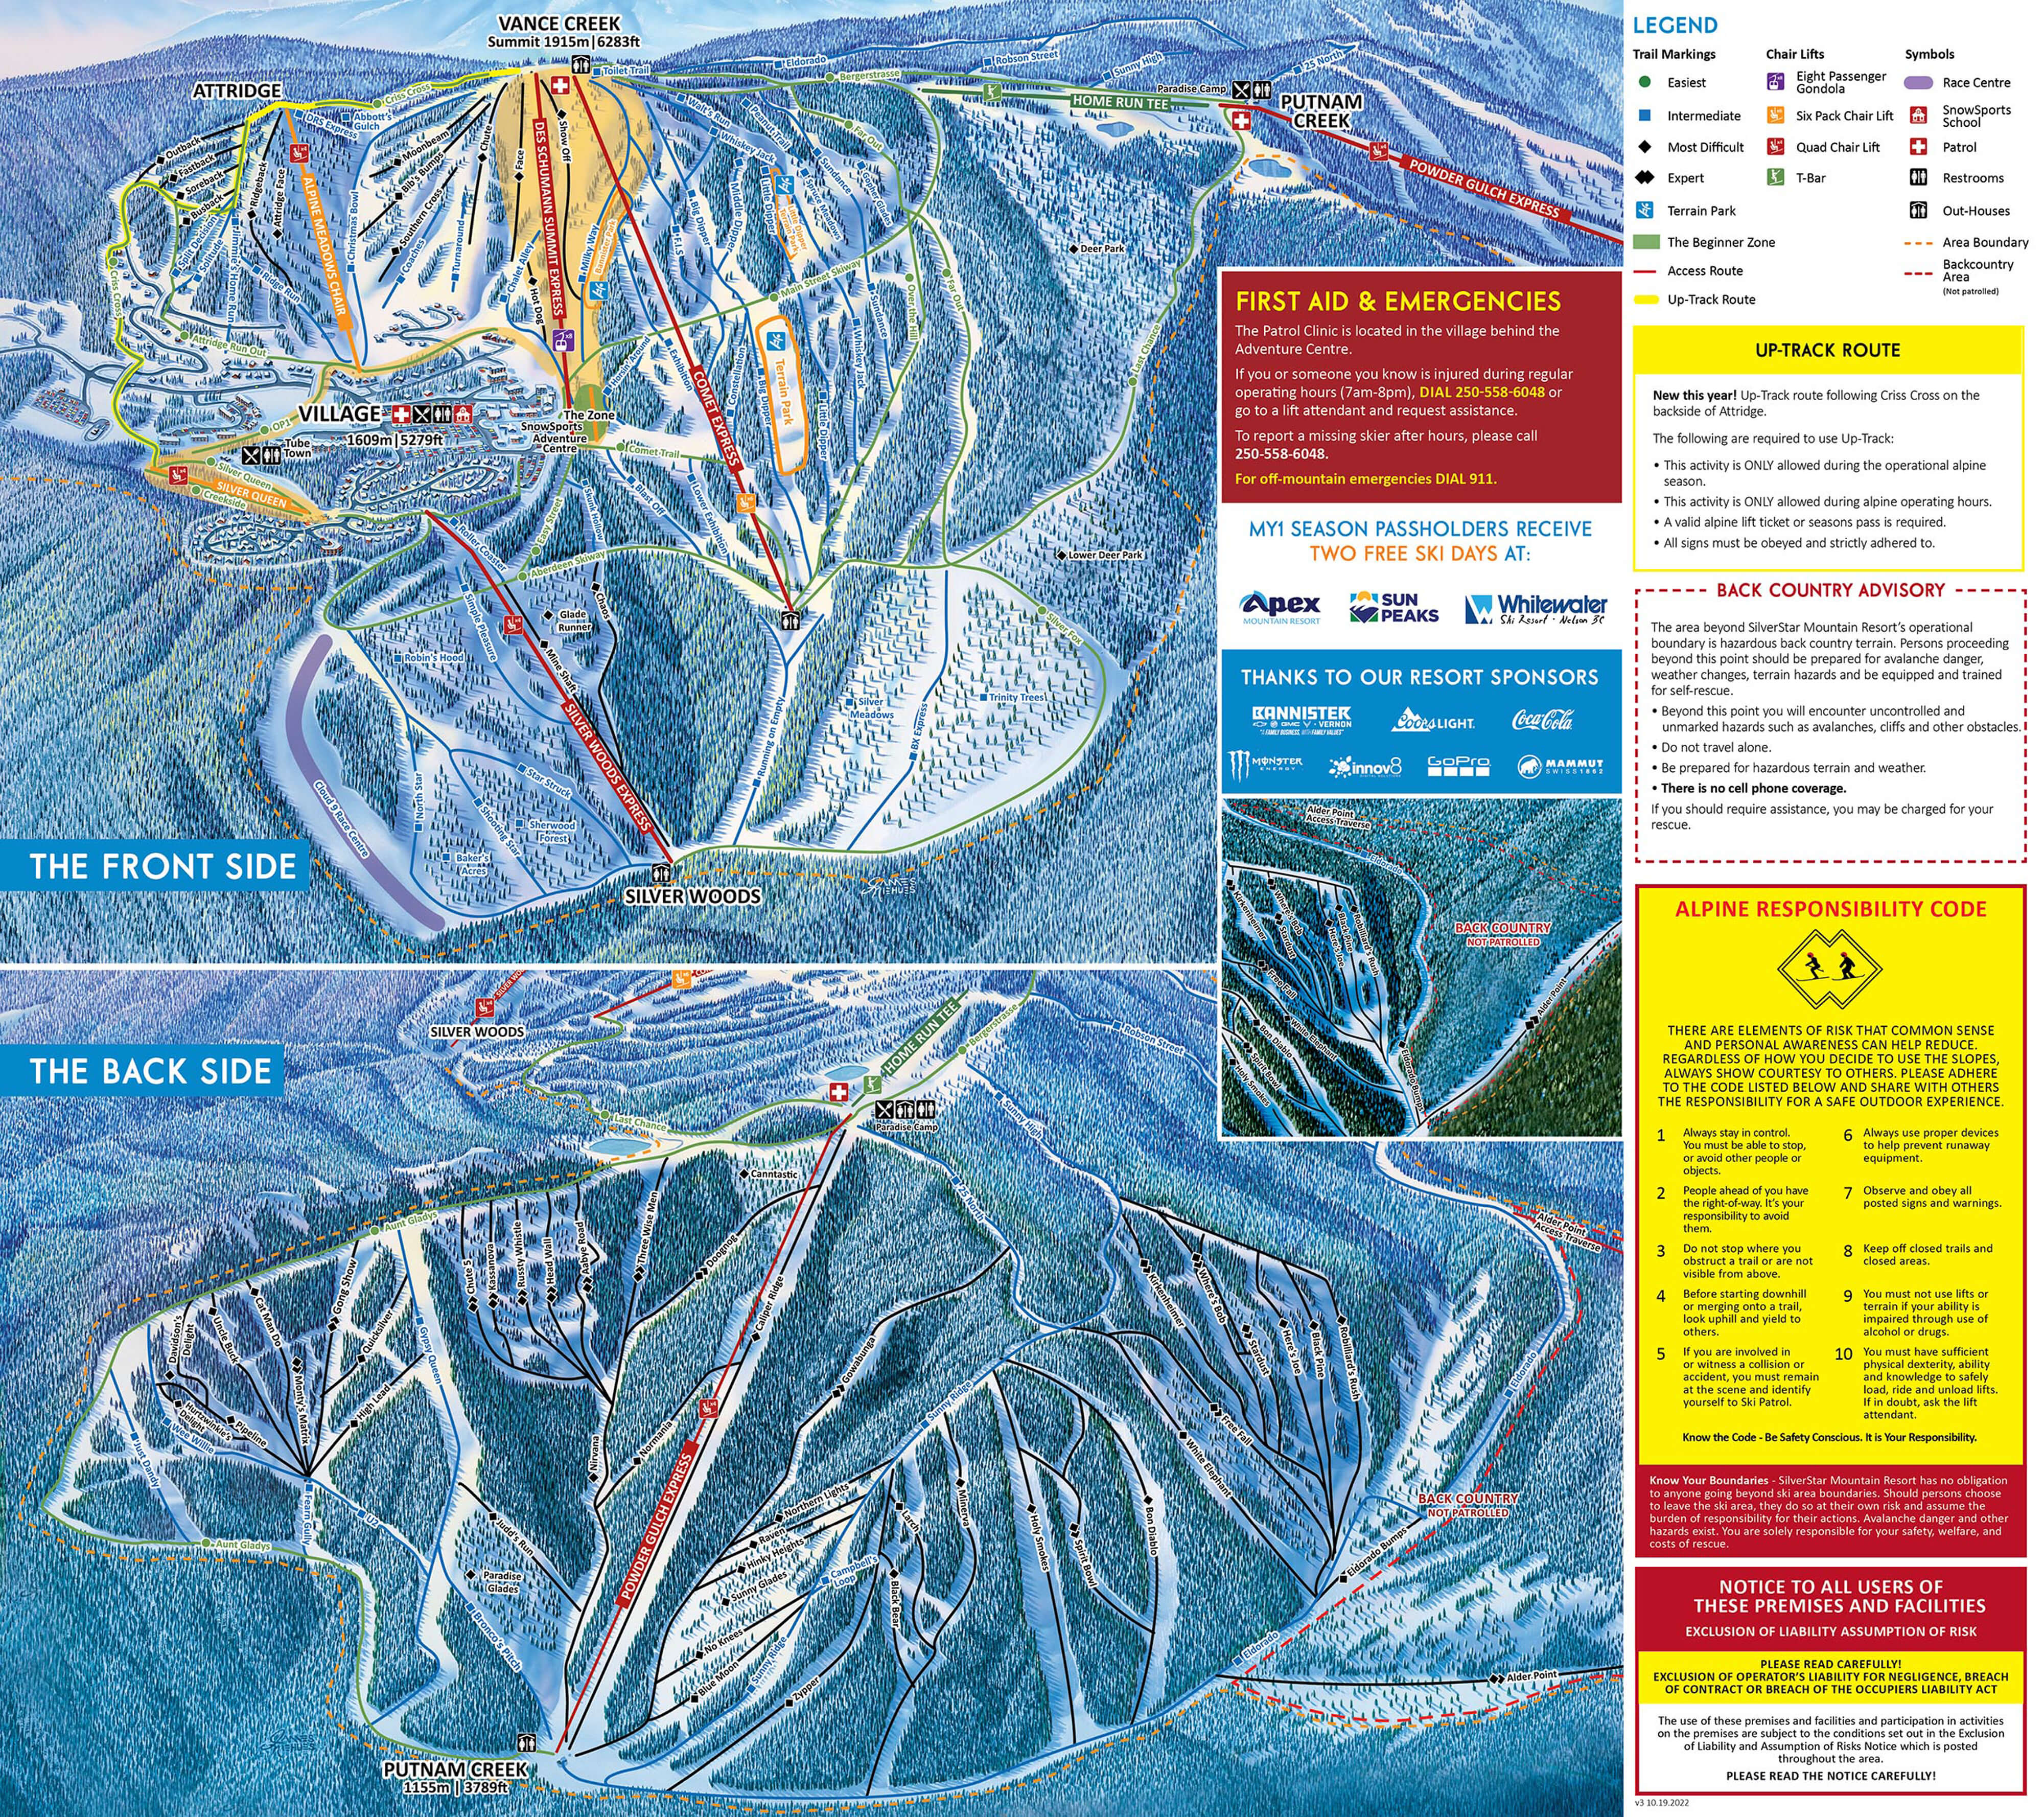 VANCE CREEK
Summit 1915m|6283ft
Toilet Trail
Eldorado
Bergerstrasse
Robson Street
Sunny High
25 North
Paradise Camp
HOME RUN TEE
PUTNAM
CREEK
POWDER GULCH EXPRESS
ATTRIDGE
Criss Cross
DRS Express
Abbott's
Gulch
Outback
Fastback
Soreback
Busback
Ridgeback
Attridge Face
ALPINE MEADOWS CHAIR
Christmas Bowl
Moonbeam
Bib's Bumps
Southern Cross
Coaches
Turnaround
Chute
Face
DES SCHUMANN SUMMIT EXPRESS
Show Off
Chalet Alley
Hot Dog
Milky Way
Wait's Run
Whiskey Jack
Peanut Trail
Far Out
Sundance
Gypsy Meadows
Middle Dipper
Little Dipper
Little Dipper
Terrain Park
Big Dipper
F.I.S
Main Street Skiway
Deer Park
Over the Hill
Far Out
Sundance
Whiskey Jack
Last Chance
Split Decision
Solitude
Jimmie's Home Run
Ridge Run
Criss Cross
Attridge Run Out
VILLAGE
1609m|5279ft
OP1
Tube
Town
The Zone
SnowSports
Adventure
Centre
Exhibition
COMET EXPRESS
Constellation
Big Dipper
Terrain Park
Little Dipper
Comet Trail
Silver Queen
SILVER QUEEN
Creekside
Easy Street
Blast Off
Lower Exhibition
Roller Coaster
Aberdeen Skiway
Lower Deer Park
Simple Pleasure
Glade
Runner
Chaos
Mine Shaft
Silver Fox
Robin's Hood
SILVER WOODS EXPRESS
Silver
Meadows
Trinity Trees
BX Express
Running on Empty
Cloud 9 Race Centre
North Star
Star Struck
Shooting Star
Sherwood
Forest
Baker's
Acres
THE FRONT SIDE
SILVER WOODS
FIRST AID & EMERGENCIES
The Patrol Clinic is located in the village behind the
Adventure Centre.
If you or someone you know is injured during regular
operating hours (7am-8pm), DIAL 250-558-6048 or
go to a lift attendant and request assistance.
To report a missing skier after hours, please call
250-558-6048.
For off-mountain emergencies DIAL 911.
MY1 SEASON PASSHOLDERS RECEIVE
TWO FREE SKI DAYS AT:
Apex
MOUNTAIN RESORT
SUN
PEAKS
Whitewater
Ski Resort · Nelson BC
THANKS TO OUR RESORT SPONSORS
BANNISTER
GMC VERNON
"A FAMILY BUSINESS, WITH FAMILY VALUES"
Coors LIGHT.
Coca-Cola
MONSTER
ENERGY
innov8
GoPro
MAMMUT
SWISS 1862
Alder Point
Access Traverse
Eldorado
Kirkenheimer
Where's Bob
Stardust
Black Pine
Here's Joe
Robilliard's Rush
Free Fall
Bon Diablo
White Elephant
Spirit Bowl
Holy Smokes
Eldorado Bumps
Alder Point
BACK COUNTRY
NOT PATROLLED
THE BACK SIDE
SILVER WOODS
HOME RUN TEE
Bergerstrasse
Robson Street
Sunny High
Paradise Camp
Last Chance
Canntastic
25 North
Aunt Gladys
Chute 5
Kassanova
Russty Whistle
Head Wall
Aabye Road
Three Wise Men
Doognog
Caliper Ridge
Gowabunga
Davidson's
Delight
Uncle Buck
Cat Man Do
Gong Show
Quicksilver
Gypsy Queen
Monty's Matrix
High Lead
Hurtwinkle's
Delight
Pipeline
Wee Willie
Just Dandy
Fearn Gully
U2
Aunt Gladys
Judd's Run
Paradise
Glades
Bronco's Pitch
Nirvana
Normania
POWDER GULCH EXPRESS
Sunny Ridge
Northern Lights
Raven
Hinky Heights
Sunny Glades
Campbell's
Loop
No Knees
Blue Moon
Sunny Ridge
Zypper
Larch
Minerva
Black Bear
Holy Smokes
Spirit Bowl
Bon Diablo
Kirkenheimer
Where's Bob
Stardust
Here's Joe
Black Pine
Robilliard's Rush
Free Fall
White Elephant
Alder Point
Access Traverse
Eldorado
BACK COUNTRY
NOT PATROLLED
Eldorado Bumps
Eldorado
Alder Point
PUTNAM CREEK
1155m | 3789ft
LEGEND
Trail Markings
Chair Lifts
Symbols
Easiest
Eight Passenger
Gondola
Race Centre
Intermediate
Six Pack Chair Lift
SnowSports
School
Most Difficult
Quad Chair Lift
Patrol
Expert
T-Bar
Restrooms
Terrain Park
Out-Houses
The Beginner Zone
Area Boundary
Access Route
Backcountry
Area
(Not patrolled)
Up-Track Route
UP-TRACK ROUTE
New this year! Up-Track route following Criss Cross on the
backside of Attridge.
The following are required to use Up-Track:
• This activity is ONLY allowed during the operational alpine
season.
• This activity is ONLY allowed during alpine operating hours.
• A valid alpine lift ticket or seasons pass is required.
• All signs must be obeyed and strictly adhered to.
BACK COUNTRY ADVISORY
The area beyond SilverStar Mountain Resort's operational
boundary is hazardous back country terrain. Persons proceeding
beyond this point should be prepared for avalanche danger,
weather changes, terrain hazards and be equipped and trained
for self-rescue.
• Beyond this point you will encounter uncontrolled and
unmarked hazards such as avalanches, cliffs and other obstacles.
• Do not travel alone.
• Be prepared for hazardous terrain and weather.
• There is no cell phone coverage.
If you should require assistance, you may be charged for your
rescue.
ALPINE RESPONSIBILITY CODE
THERE ARE ELEMENTS OF RISK THAT COMMON SENSE
AND PERSONAL AWARENESS CAN HELP REDUCE.
REGARDLESS OF HOW YOU DECIDE TO USE THE SLOPES,
ALWAYS SHOW COURTESY TO OTHERS. PLEASE ADHERE
TO THE CODE LISTED BELOW AND SHARE WITH OTHERS
THE RESPONSIBILITY FOR A SAFE OUTDOOR EXPERIENCE.
1 Always stay in control.
You must be able to stop,
or avoid other people or
objects.
2 People ahead of you have
the right-of-way. It's your
responsibility to avoid
them.
3 Do not stop where you
obstruct a trail or are not
visible from above.
4 Before starting downhill
or merging onto a trail,
look uphill and yield to
others.
5 If you are involved in
or witness a collision or
accident, you must remain
at the scene and identify
yourself to Ski Patrol.
6 Always use proper devices
to help prevent runaway
equipment.
7 Observe and obey all
posted signs and warnings.
8 Keep off closed trails and
closed areas.
9 You must not use lifts or
terrain if your ability is
impaired through use of
alcohol or drugs.
10 You must have sufficient
physical dexterity, ability
and knowledge to safely
load, ride and unload lifts.
If in doubt, ask the lift
attendant.
Know the Code - Be Safety Conscious. It is Your Responsibility.
Know Your Boundaries - SilverStar Mountain Resort has no obligation
to anyone going beyond ski area boundaries. Should persons choose
to leave the ski area, they do so at their own risk and assume the
burden of responsibility for their actions. Avalanche danger and other
hazards exist. You are solely responsible for your safety, welfare, and
costs of rescue.
NOTICE TO ALL USERS OF
THESE PREMISES AND FACILITIES
EXCLUSION OF LIABILITY ASSUMPTION OF RISK
PLEASE READ CAREFULLY!
EXCLUSION OF OPERATOR'S LIABILITY FOR NEGLIGENCE, BREACH
OF CONTRACT OR BREACH OF THE OCCUPIERS LIABILITY ACT
The use of these premises and facilities and participation in activities
on the premises are subject to the conditions set out in the Exclusion
of Liability and Assumption of Risks Notice which is posted
throughout the area.
PLEASE READ THE NOTICE CAREFULLY!
v3 10.19.2022